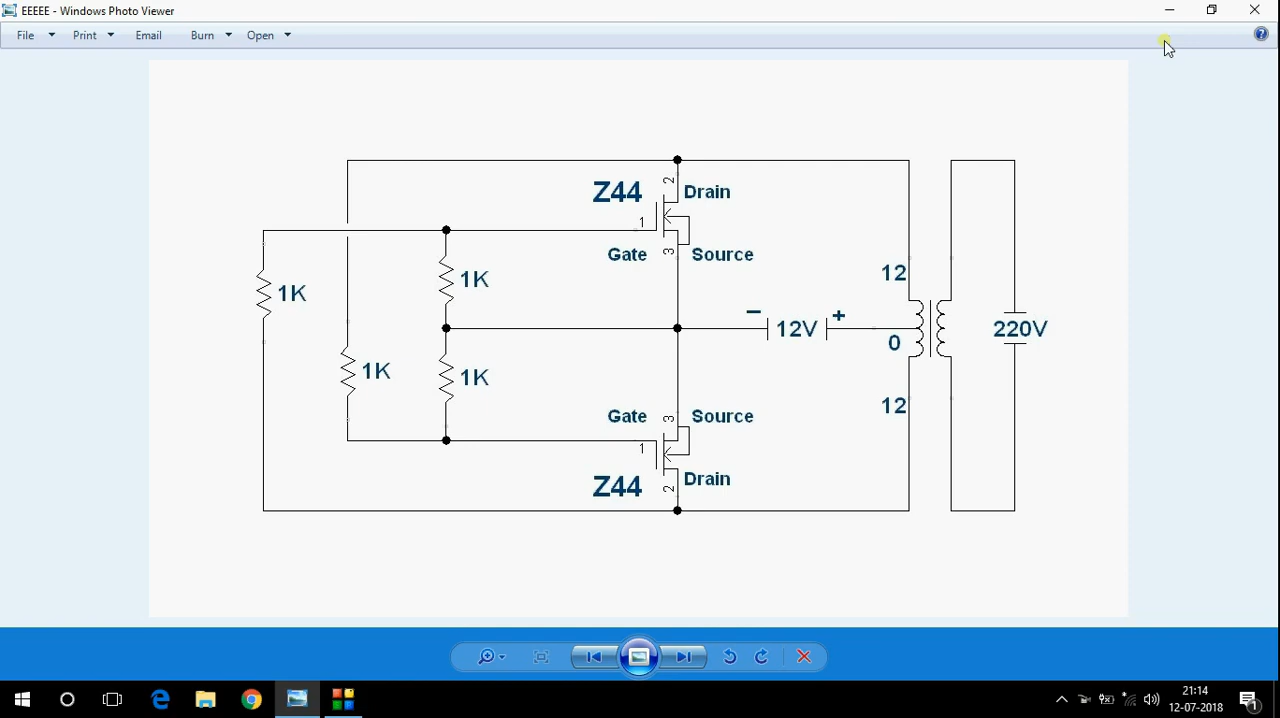 EEEEE - Windows Photo Viewer
File Print Email Burn Open
2
Z44 Drain
1
Gate 3 Source
12
1K 1K
− 12V +
220V
0
1K 1K
12
Gate 3 Source
1
Z44 2 Drain
21:14
12-07-2018
1